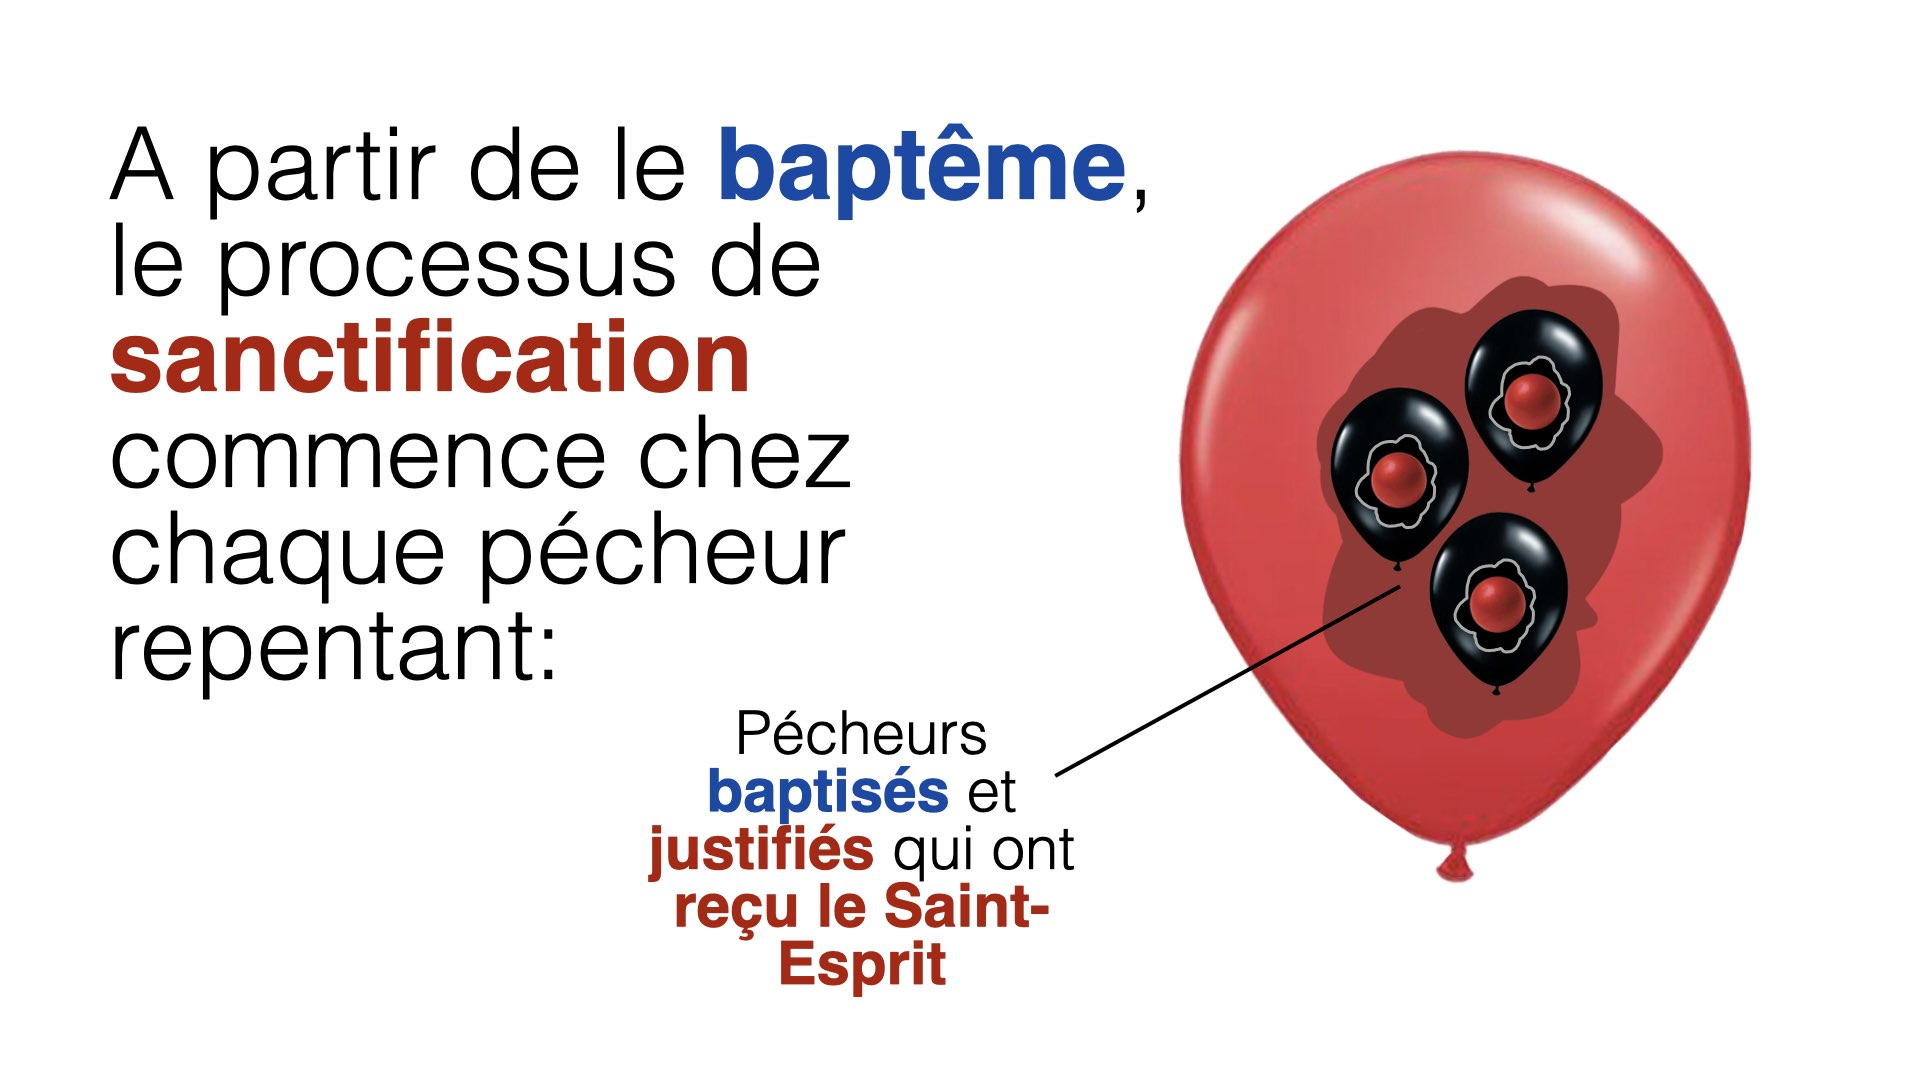 A partir de le baptême,
le processus de
sanctification
commence chez
chaque pécheur
repentant:
Pécheurs
baptisés et
justifiés qui ont
reçu le Saint-
Esprit